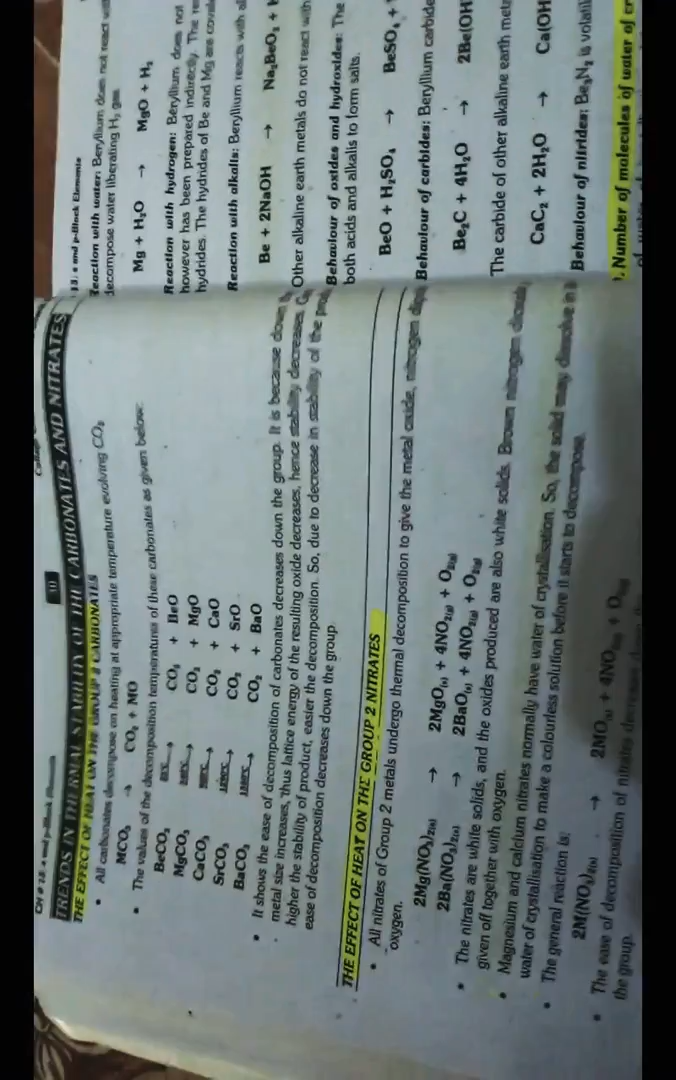 CH # 13: s and p-Block Elements
TRENDS IN THERMAL STABILITY OF THE CARBONATES AND NITRATES
THE EFFECT OF HEAT ON THE GROUP 2 CARBONATES
• All carbonates decompose on heating at appropriate temperature evolving CO₂
MCO₃ → CO₂ + MO
• The values of the decomposition temperatures of these carbonates as given below:
BeCO₃ → CO₂ + BeO
MgCO₃ → CO₂ + MgO
CaCO₃ → CO₂ + CaO
SrCO₃ → CO₂ + SrO
BaCO₃ → CO₂ + BaO
• It shows the ease of decomposition of carbonates decreases down the group. It is because down
metal size increases, thus lattice energy of the resulting oxide decreases, hence stability decreases.
higher the stability of product, easier the decomposition. So, due to decrease in stability of the
ease of decomposition decreases down the group.
THE EFFECT OF HEAT ON THE GROUP 2 NITRATES
• All nitrates of Group 2 metals undergo thermal decomposition to give the metal oxide, nitrogen
oxygen.
2Mg(NO₃)₂(s) → 2MgO(s) + 4NO₂(g) + O₂(g)
2Ba(NO₃)₂(s) → 2BaO(s) + 4NO₂(g) + O₂(g)
• The nitrates are white solids, and the oxides produced are also white solids. Brown nitrogen
given off together with oxygen.
• Magnesium and calcium nitrates normally have water of crystallisation. So, the solid may dissolve in
water of crystallisation to make a colourless solution before it starts to decompose.
• The general reaction is:
2M(NO₃)₂(s) → 2MO(s) + 4NO₂(g) + O₂(g)
• The ease of decomposition of nitrates decreases down the
the group.
13: s and p-Block Elements
Reaction with water: Beryllium does not react
decompose water liberating H₂ gas
Mg + H₂O → MgO + H₂
Reaction with hydrogen: Beryllium does not
however has been prepared indirectly. The
hydrides. The hydrides of Be and Mg are
Reaction with alkalis: Beryllium reacts with
Be + 2NaOH → Na₂BeO₂ +
Other alkaline earth metals do not react with
Behaviour of oxides and hydroxides: The
both acids and alkalis to form salts.
BeO + H₂SO₄ → BeSO₄ +
Behaviour of carbides: Beryllium carbide
Be₂C + 4H₂O → 2Be(OH
The carbide of other alkaline earth
CaC₂ + 2H₂O → Ca(OH
Behaviour of nitrides: Be₃N₂ is
Number of molecules of water of